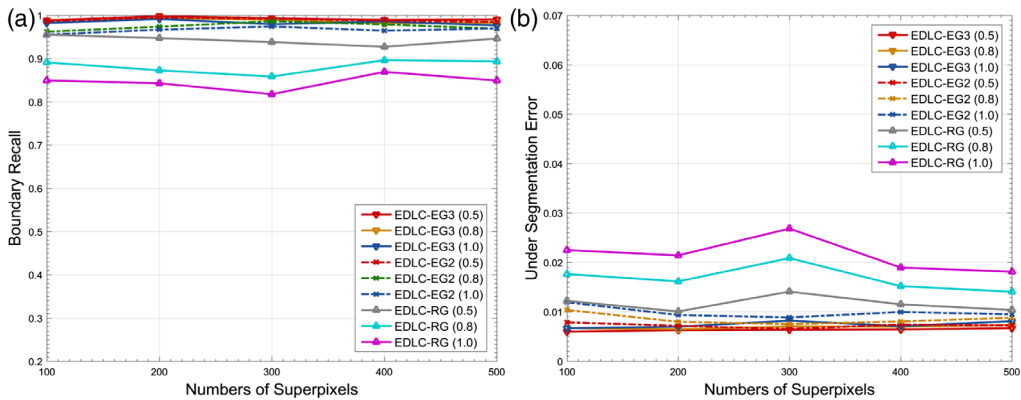 (a)
1
0.9
0.8
0.7
0.6
0.5
0.4
0.3
0.2
Boundary Recall
EDLC-EG3 (0.5)
EDLC-EG3 (0.8)
EDLC-EG3 (1.0)
EDLC-EG2 (0.5)
EDLC-EG2 (0.8)
EDLC-EG2 (1.0)
EDLC-RG (0.5)
EDLC-RG (0.8)
EDLC-RG (1.0)
100 200 300 400 500
Numbers of Superpixels
(b)
0.07
0.06
0.05
0.04
0.03
0.02
0.01
0
Under Segmentation Error
EDLC-EG3 (0.5)
EDLC-EG3 (0.8)
EDLC-EG3 (1.0)
EDLC-EG2 (0.5)
EDLC-EG2 (0.8)
EDLC-EG2 (1.0)
EDLC-RG (0.5)
EDLC-RG (0.8)
EDLC-RG (1.0)
100 200 300 400 500
Numbers of Superpixels